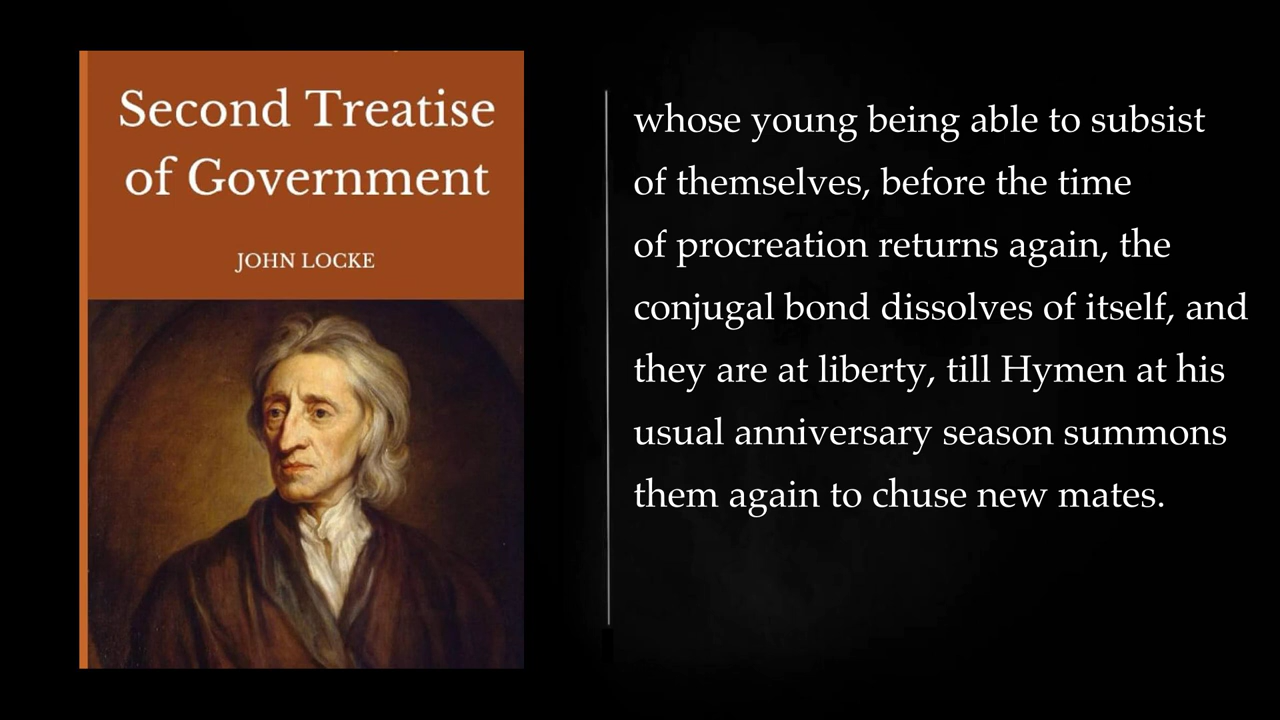 Second Treatise
of Government
JOHN LOCKE
whose young being able to subsist
of themselves, before the time
of procreation returns again, the
conjugal bond dissolves of itself, and
they are at liberty, till Hymen at his
usual anniversary season summons
them again to chuse new mates.